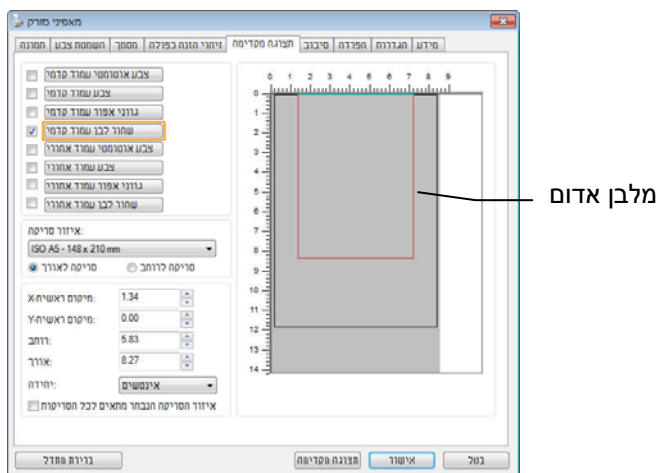 מאפיני סורק
מידע הגדרות הפרדה סיבוב תצוגה מקדימה זיהוי הזנה כפולה מסמך השמטת צבע תמונה
צבע אוטומטי עמוד קדמי
צבע עמוד קדמי
גווני אפור עמוד קדמי
שחור לבן עמוד קדמי
צבע אוטומטי עמוד אחורי
צבע עמוד אחורי
גווני אפור עמוד אחורי
שחור לבן עמוד אחורי
איזור סריקה:
ISO A5 - 148 x 210 mm
סריקה לאורך סריקה לרוחב
מיקום ראשית-X: 1.34
מיקום ראשית-Y: 0.00
רוחב: 5.83
אורך: 8.27
יחידה: אינטשים
איזור הסריקה הנבחר מתאים לכל הסריקות
0 1 2 3 4 5 6 7 8 9
0
1
2
3
4
5
6
7
8
9
10
11
12
13
14
מלבן אדום
ברירת מחדל תצוגה מקדימה אישור בטל